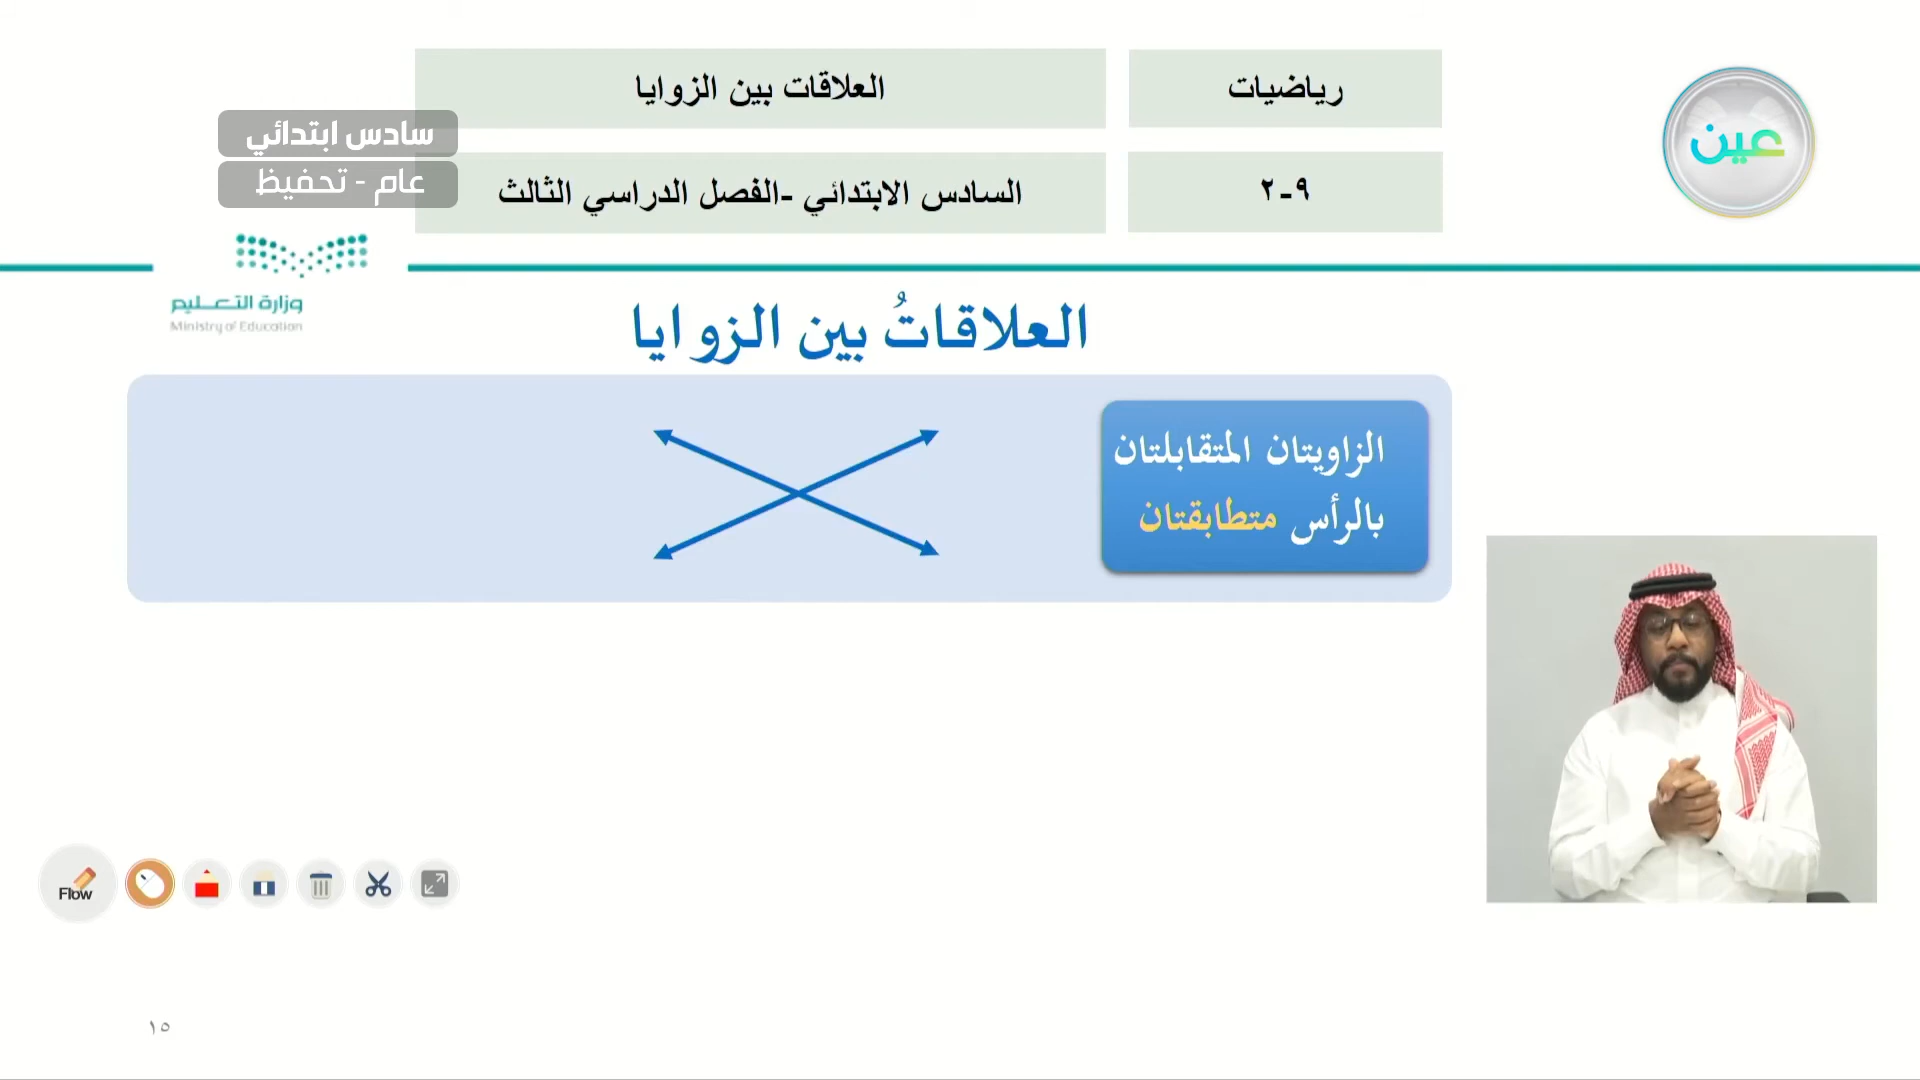 رياضيات
العلاقات بين الزوايا
سادس ابتدائي
عام - تحفيظ
٩-٢
السادس الابتدائي -الفصل الدراسي الثالث
عين
وزارة التعليم
Ministry of Education
العلاقاتُ بين الزوايا
الزاويتان المتقابلتان
بالرأس متطابقتان
Flow
١٥